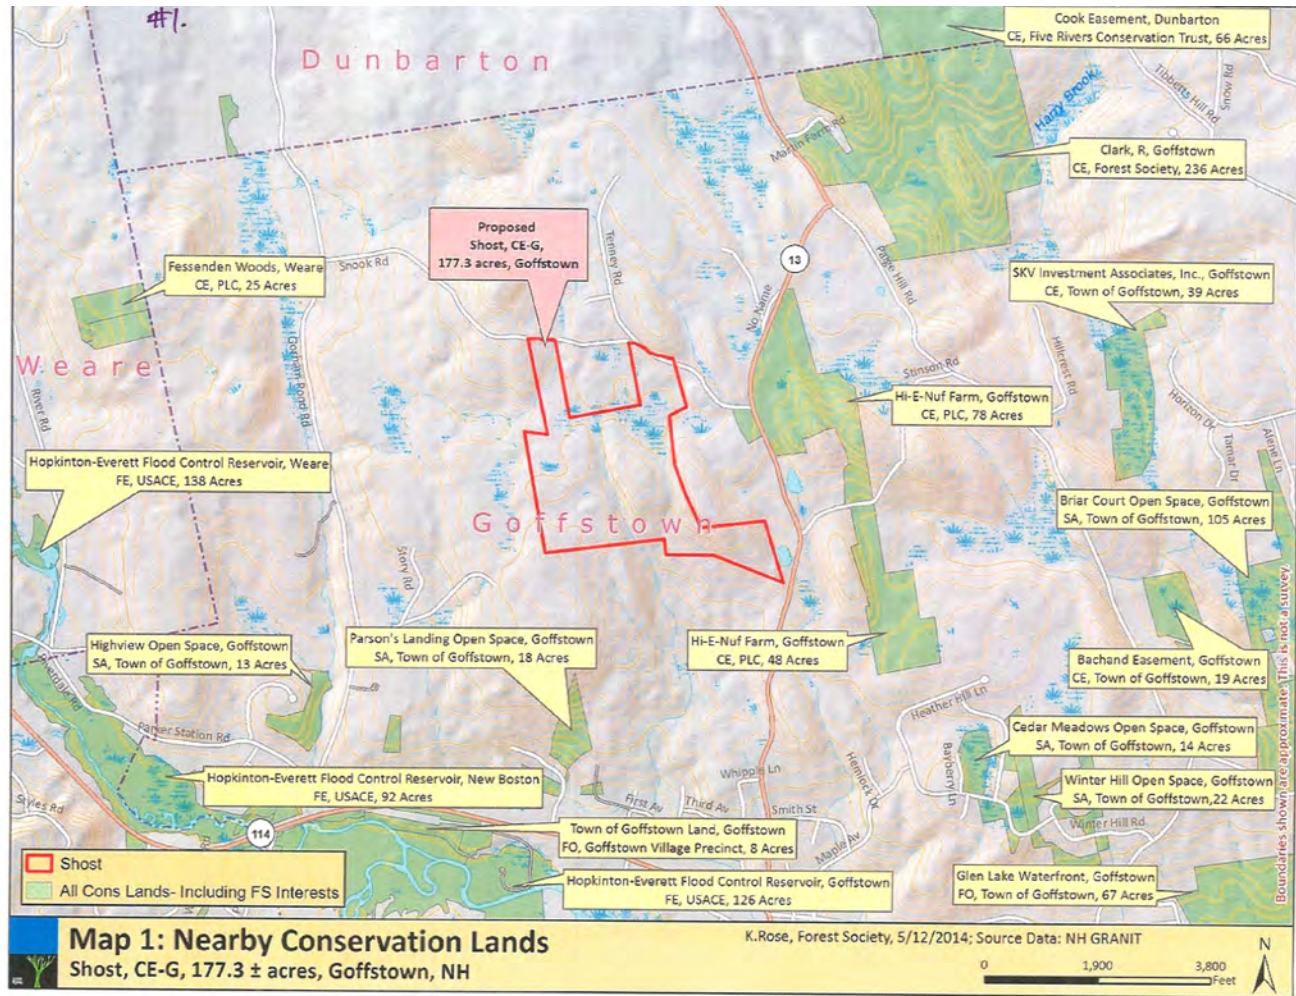 #1.
Dunbarton
Cook Easement, Dunbarton
CE, Five Rivers Conservation Trust, 66 Acres
Tibbetts Hill Rd
Snow Rd
Harry Brook
Martin Farm Rd
Clark, R, Goffstown
CE, Forest Society, 236 Acres
Proposed
Shost, CE-G,
177.3 acres, Goffstown
Tenney Rd
Snook Rd
13
Paige Hill Rd
No Name
Fessenden Woods, Weare
CE, PLC, 25 Acres
SKV Investment Associates, Inc., Goffstown
CE, Town of Goffstown, 39 Acres
Weare
River Rd
Gorham Pond Rd
Stinson Rd
Hillcrest Rd
Horizon Dr
Tamar Dr
Alene Ln
Hi-E-Nuf Farm, Goffstown
CE, PLC, 78 Acres
Hopkinton-Everett Flood Control Reservoir, Weare
FE, USACE, 138 Acres
Briar Court Open Space, Goffstown
SA, Town of Goffstown, 105 Acres
Goffstown
Story Rd
Highview Open Space, Goffstown
SA, Town of Goffstown, 13 Acres
Parson's Landing Open Space, Goffstown
SA, Town of Goffstown, 18 Acres
Hi-E-Nuf Farm, Goffstown
CE, PLC, 48 Acres
Bachand Easement, Goffstown
CE, Town of Goffstown, 19 Acres
Riverdale Rd
Parker Station Rd
Heather Hill Ln
Bayberry Ln
Cedar Meadows Open Space, Goffstown
SA, Town of Goffstown, 14 Acres
Hopkinton-Everett Flood Control Reservoir, New Boston
FE, USACE, 92 Acres
Whipple Ln
Hemlock Dr
Winter Hill Open Space, Goffstown
SA, Town of Goffstown,22 Acres
Styles Rd
114
First Av
Third Av
Smith St
Maple Av
Winter Hill Rd
Town of Goffstown Land, Goffstown
FO, Goffstown Village Precinct, 8 Acres
Hopkinton-Everett Flood Control Reservoir, Goffstown
FE, USACE, 126 Acres
Glen Lake Waterfront, Goffstown
FO, Town of Goffstown, 67 Acres
Boundaries shown are approximate. This is not a survey.
Shost
All Cons Lands- Including FS Interests
Map 1: Nearby Conservation Lands
Shost, CE-G, 177.3 ± acres, Goffstown, NH
K.Rose, Forest Society, 5/12/2014; Source Data: NH GRANIT
N
0 1,900 3,800
Feet